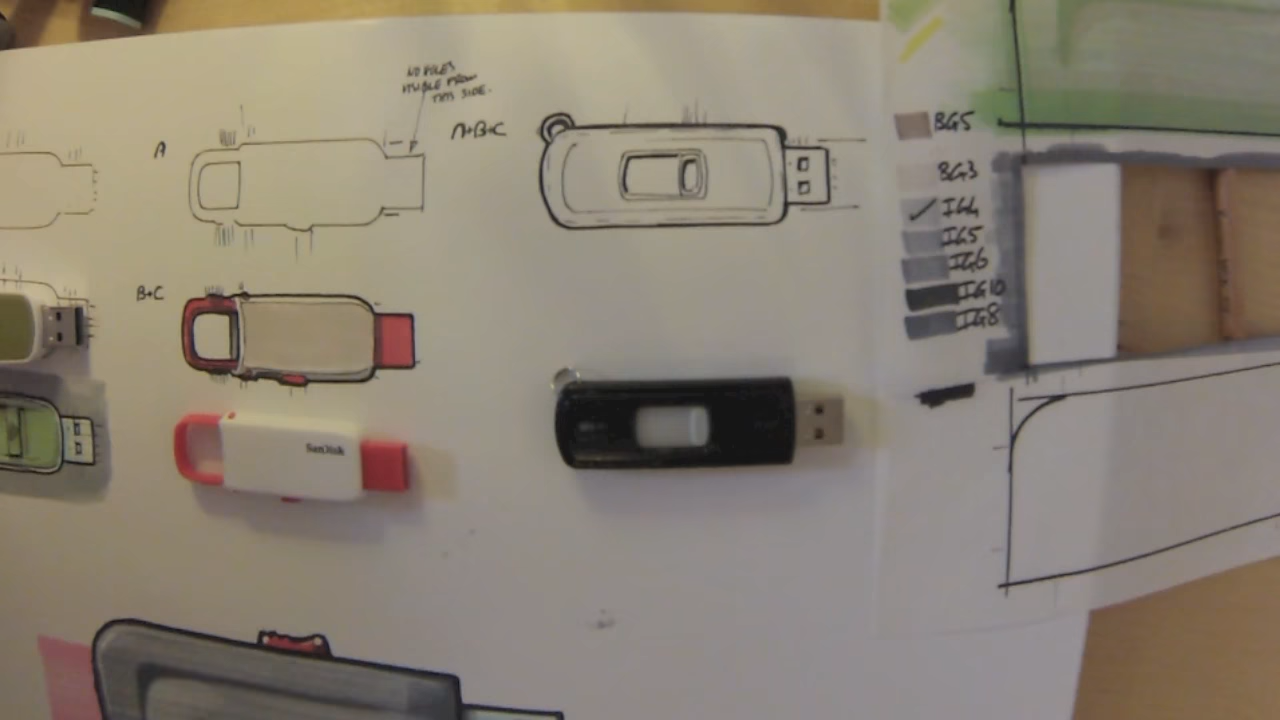 NO HOLES
VISIBLE FROM
THIS SIDE.
A
A+B+C
B+C
SanDisk
BG5
BG3
IG4
IG5
IG6
IG10
IG8